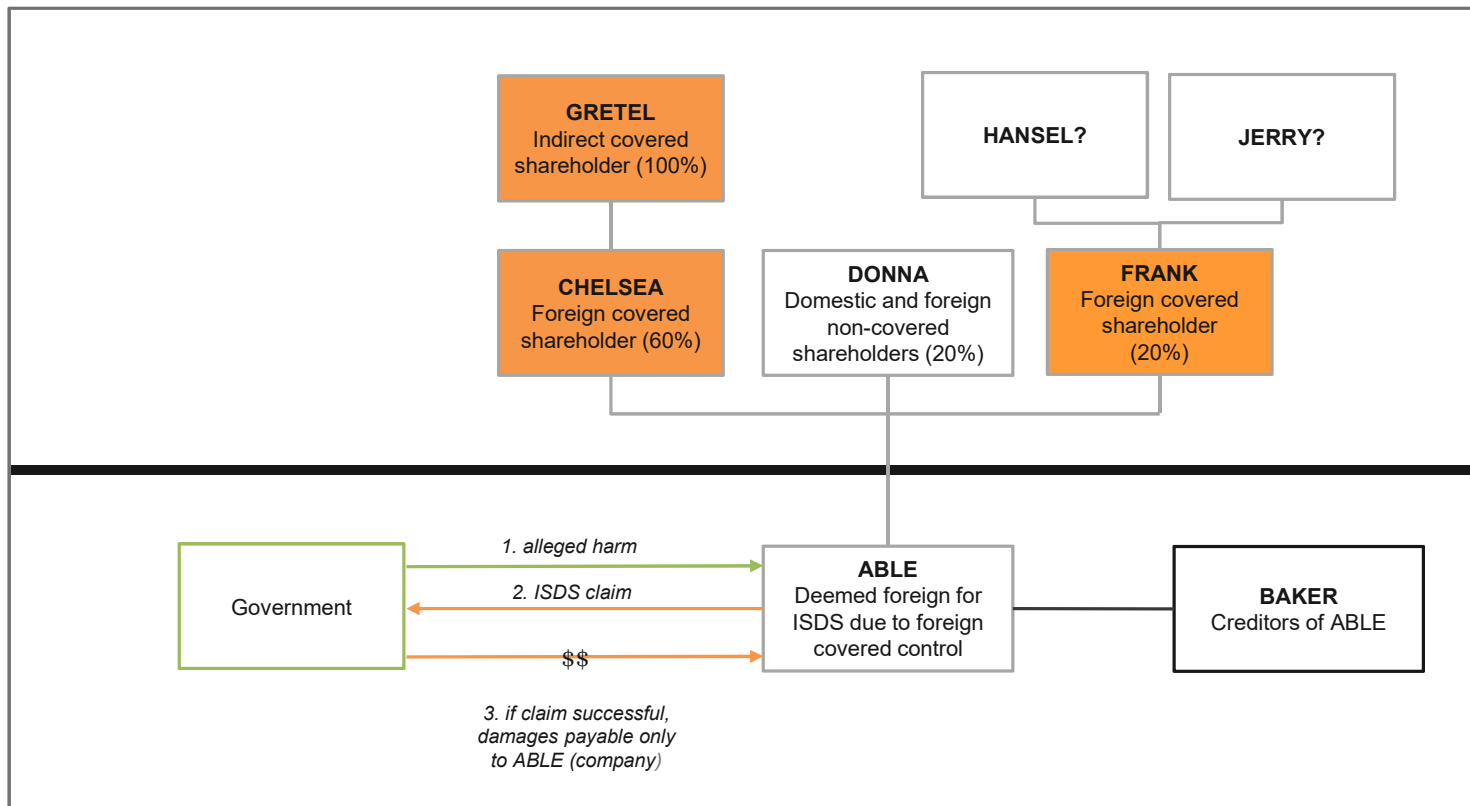 GRETEL
Indirect covered
shareholder (100%)
HANSEL?
JERRY?
CHELSEA
Foreign covered
shareholder (60%)
DONNA
Domestic and foreign
non-covered
shareholders (20%)
FRANK
Foreign covered
shareholder
(20%)
Government
1. alleged harm
2. ISDS claim
$$
3. if claim successful,
damages payable only
to ABLE (company)
ABLE
Deemed foreign for
ISDS due to foreign
covered control
BAKER
Creditors of ABLE